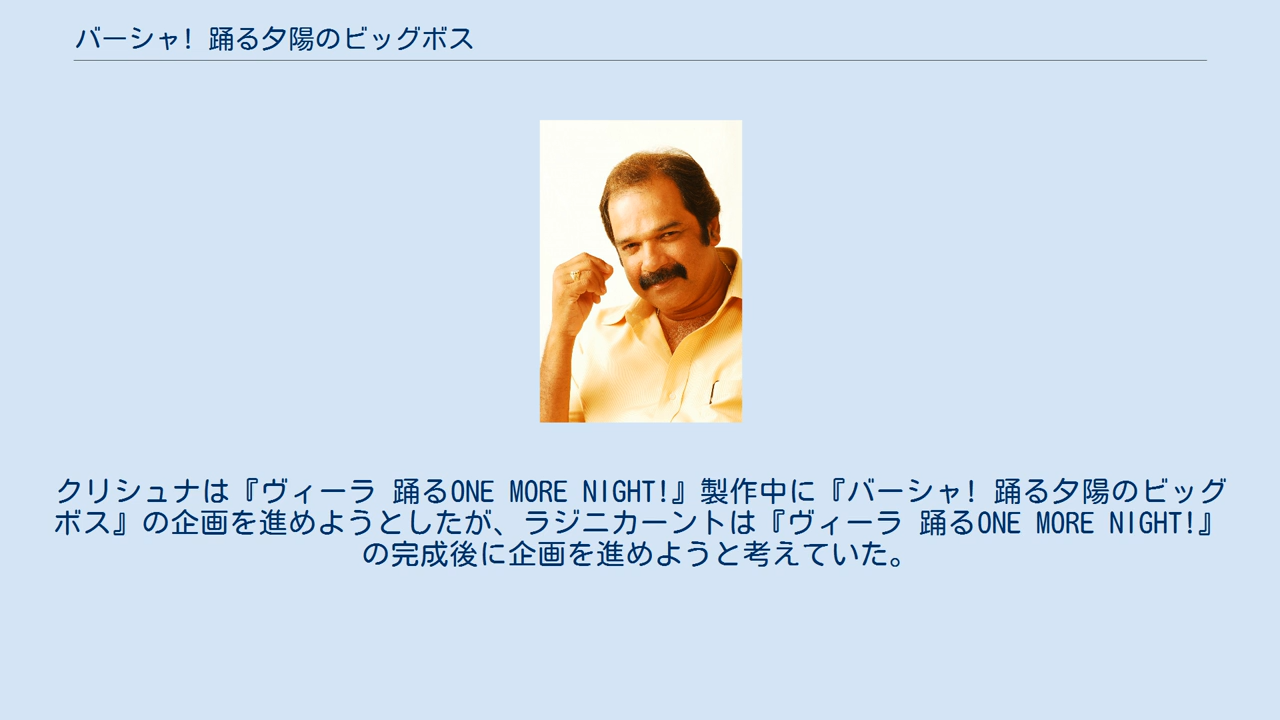 バーシャ! 踊る夕陽のビッグボス
クリシュナは『ヴィーラ 踊るONE MORE NIGHT!』製作中に『バーシャ! 踊る夕陽のビッグ
ボス』の企画を進めようとしたが、ラジニカーントは『ヴィーラ 踊るONE MORE NIGHT!』
の完成後に企画を進めようと考えていた。